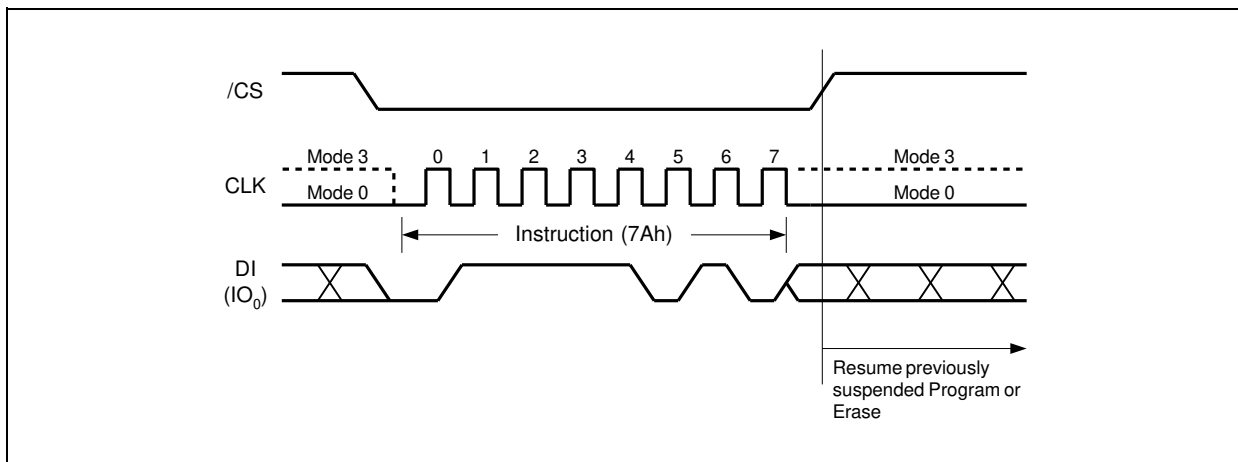 /CS
Mode 3
0 1 2 3 4 5 6 7
Mode 3
CLK
Mode 0
Mode 0
Instruction (7Ah)
DI
(IO₀)
Resume previously
suspended Program or
Erase